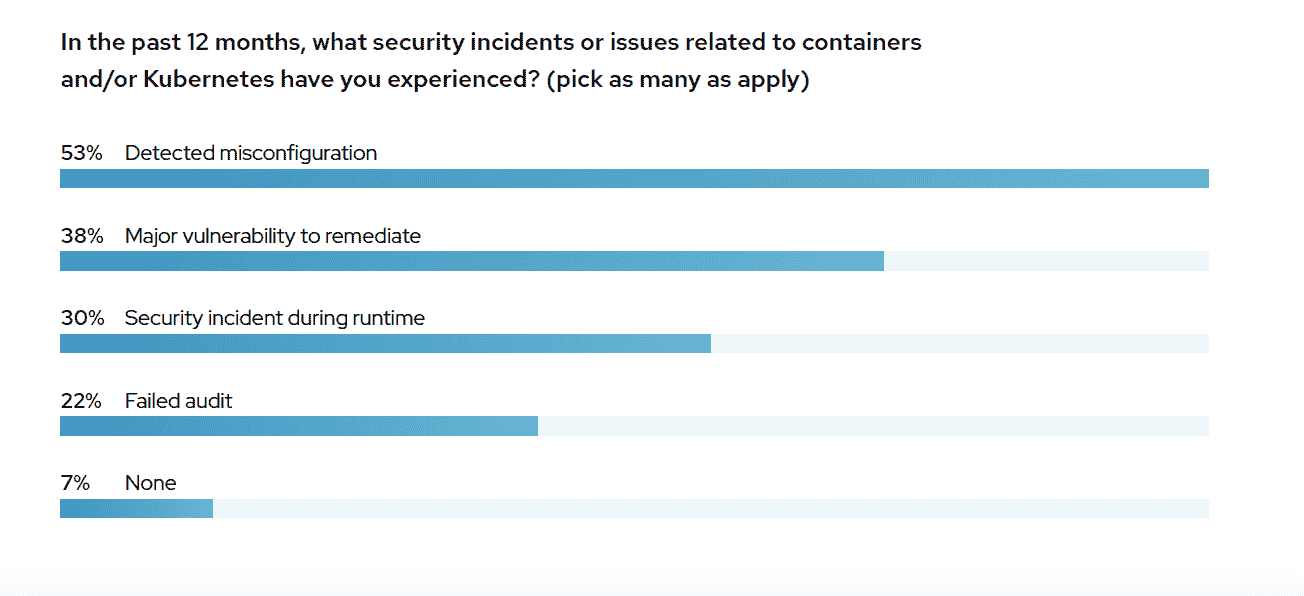 In the past 12 months, what security incidents or issues related to containers
and/or Kubernetes have you experienced? (pick as many as apply)
53% Detected misconfiguration
38% Major vulnerability to remediate
30% Security incident during runtime
22% Failed audit
7% None